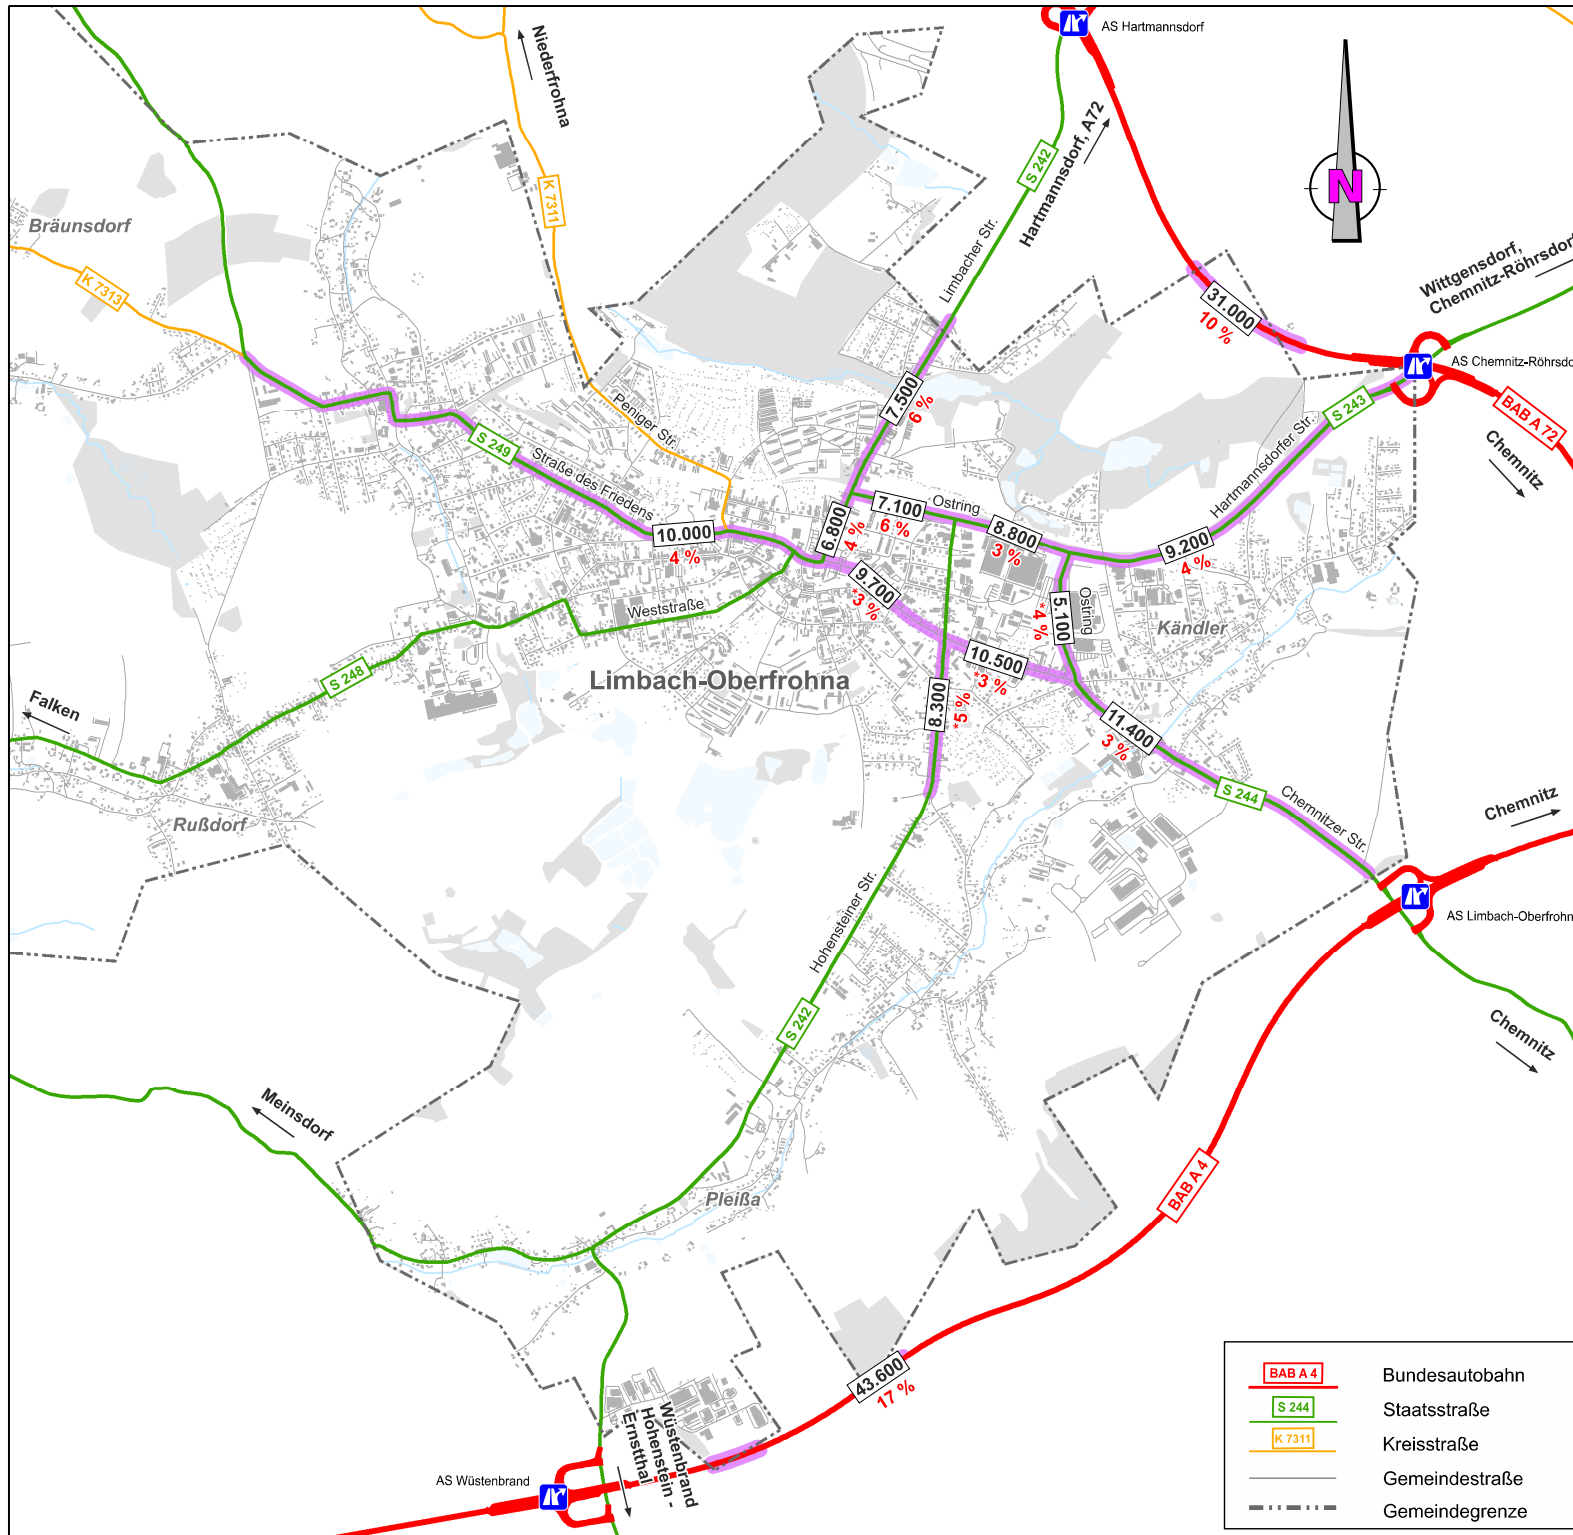 AS Hartmannsdorf
Niederfrohna
Hartmannsdorf, A72
S 242
K 7311
N
Bräunsdorf
Limbacher Str.
Wittgensdorf,
Chemnitz-Röhrsdorf
K 7313
31.000
10 %
AS Chemnitz-Röhrsdo
7.500
6 %
S 243
BAB A 72
Chemnitz
Peniger Str.
Hartmannsdorfer Str.
S 249
Straße des Friedens
Ostring
7.100
6 %
6.800
4 %
10.000
4 %
8.800
3 %
9.200
4 %
9.700
*3 %
Weststraße
5.100
*4 %
Ostring
Kändler
10.500
*3 %
Limbach-Oberfrohna
S 248
Falken
8.300
*5 %
11.400
3 %
S 244
Chemnitzer Str.
Chemnitz
Rußdorf
Hohensteiner Str.
AS Limbach-Oberfrohn
S 242
Chemnitz
Meinsdorf
BAB A 4
Pleißa
43.600
17 %
Wüstenbrand
Hohenstein -
Ernstthal
AS Wüstenbrand
BAB A 4 Bundesautobahn
S 244 Staatsstraße
K 7311 Kreisstraße
Gemeindestraße
Gemeindegrenze